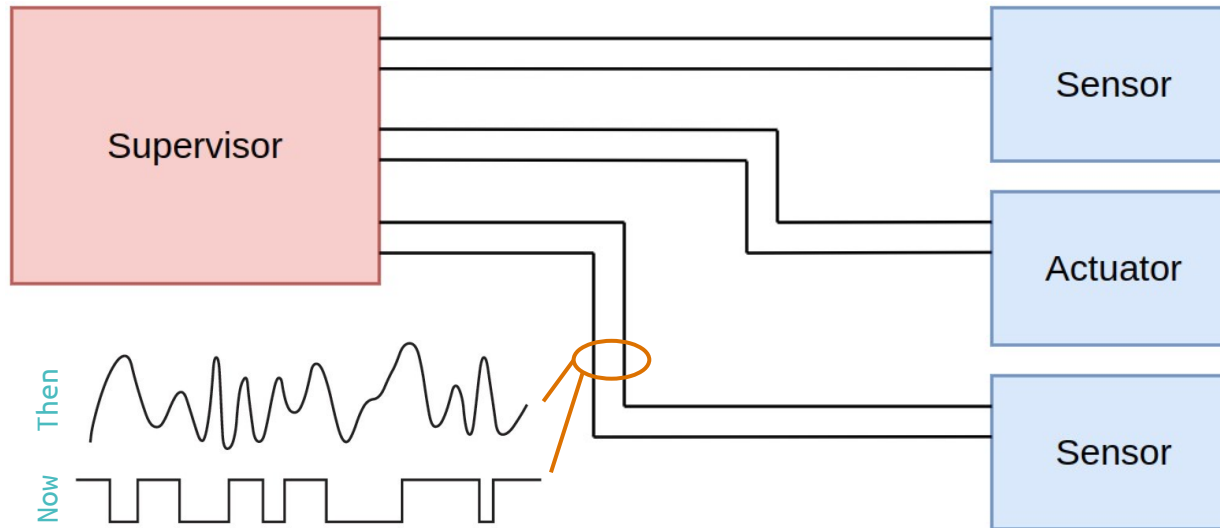 Supervisor
Sensor
Actuator
Sensor
Then
Now